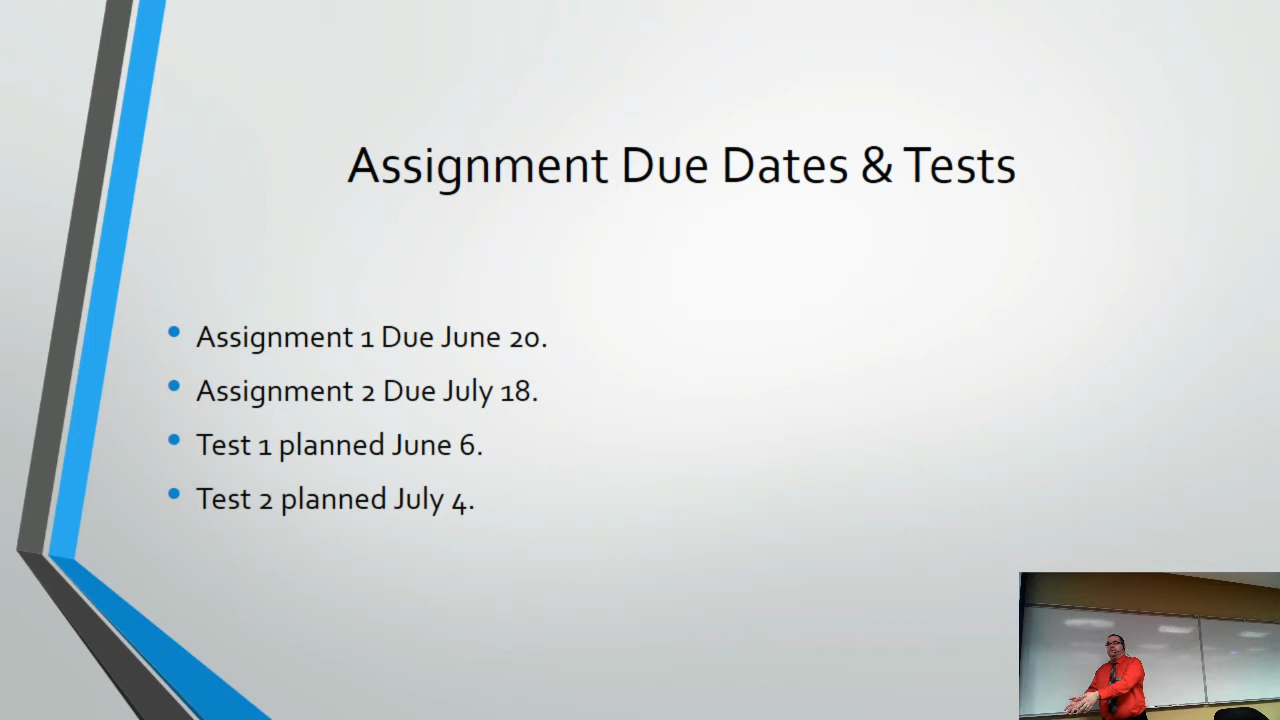 Assignment Due Dates & Tests
Assignment 1 Due June 20.
Assignment 2 Due July 18.
Test 1 planned June 6.
Test 2 planned July 4.